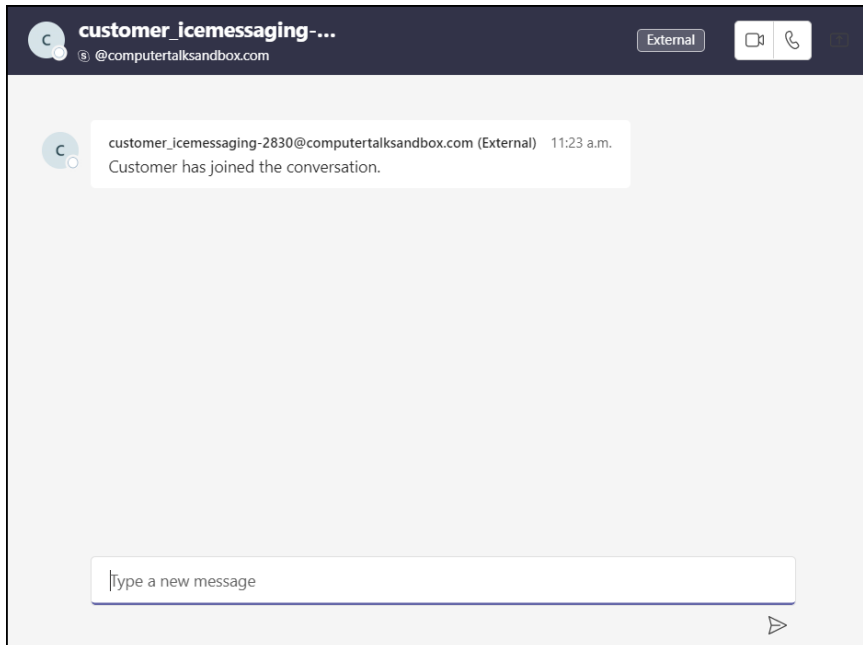 C
customer_icemessaging-...
S @computertalksandbox.com
External
C
customer_icemessaging-2830@computertalksandbox.com (External) 11:23 a.m.
Customer has joined the conversation.
Type a new message